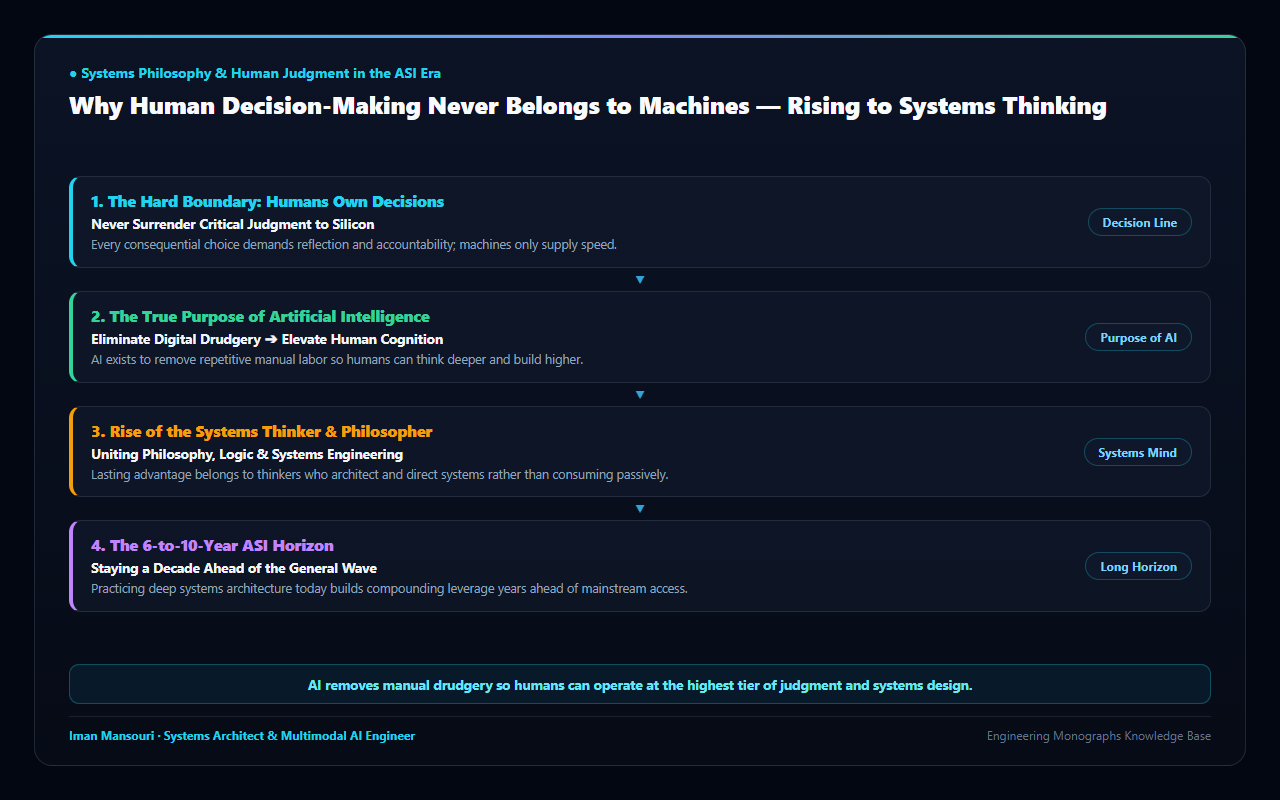 ● Systems Philosophy & Human Judgment in the ASI Era
Why Human Decision-Making Never Belongs to Machines — Rising to Systems Thinking
1. The Hard Boundary: Humans Own Decisions
Never Surrender Critical Judgment to Silicon
Every consequential choice demands reflection and accountability; machines only supply speed.
Decision Line
▼
2. The True Purpose of Artificial Intelligence
Eliminate Digital Drudgery ➔ Elevate Human Cognition
AI exists to remove repetitive manual labor so humans can think deeper and build higher.
Purpose of AI
▼
3. Rise of the Systems Thinker & Philosopher
Uniting Philosophy, Logic & Systems Engineering
Lasting advantage belongs to thinkers who architect and direct systems rather than consuming passively.
Systems Mind
▼
4. The 6-to-10-Year ASI Horizon
Staying a Decade Ahead of the General Wave
Practicing deep systems architecture today builds compounding leverage years ahead of mainstream access.
Long Horizon
AI removes manual drudgery so humans can operate at the highest tier of judgment and systems design.
Iman Mansouri · Systems Architect & Multimodal AI Engineer
Engineering Monographs Knowledge Base